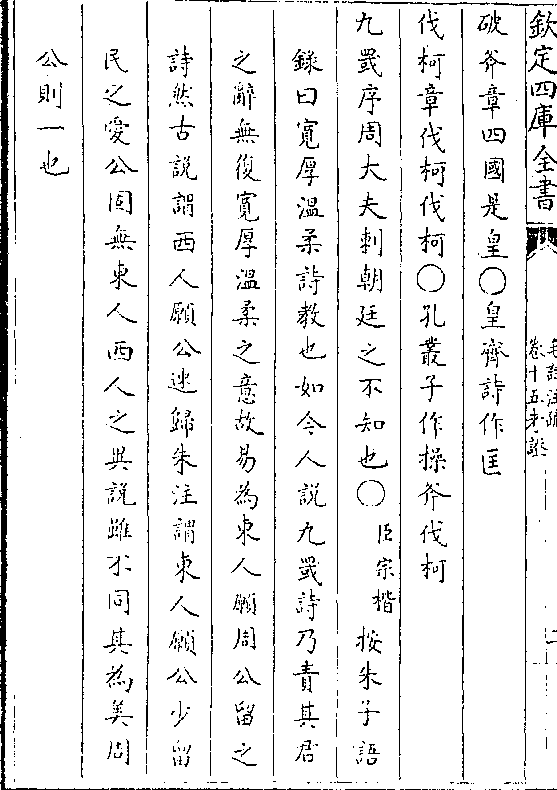 欽定四庫全書
毛詩注疏
卷十五考證
二
破斧章四國是皇○皇齊詩作匡
伐柯章伐柯伐柯○孔叢子作操斧伐柯
九罭序周大夫刺朝廷之不知也○臣宗楷按朱子語
錄曰寬厚溫柔詩教也如今人說九罭詩乃責其君
之辭無復寬厚溫柔之意故易為東人願周公留之
詩然古說謂西人願公速歸朱注謂東人願公少留
民之愛公固無東人西人之異說雖不同其為美周
公則一也